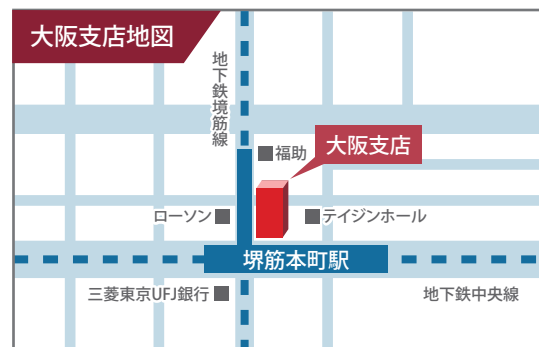 大阪支店地図
地下鉄境筋線
福助
大阪支店
ローソン
テイジンホール
堺筋本町駅
三菱東京UFJ銀行
地下鉄中央線